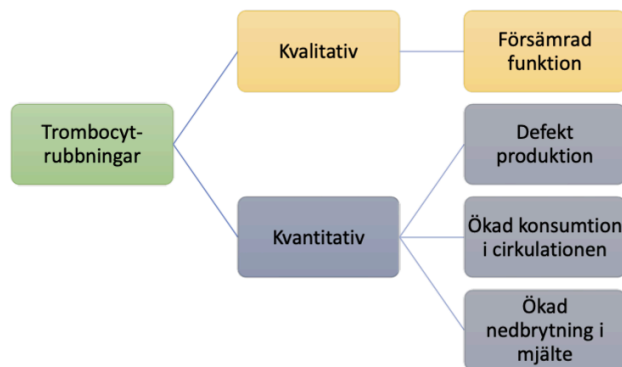 Trombocyt-
rubbningar
Kvalitativ
Försämrad
funktion
Kvantitativ
Defekt
produktion
Ökad konsumtion
i cirkulationen
Ökad
nedbrytning i
mjälte